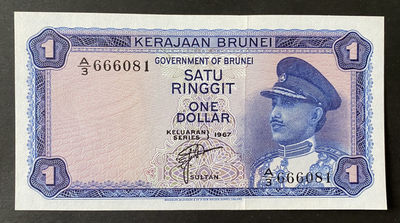 1 KERAJAAN BRUNEI 1
A/3 666081 GOVERNMENT OF BRUNEI
SATU
RINGGIT
ONE
DOLLAR
KELUARAN
SERIES 1967
SULTAN
A/3 666081
1 1